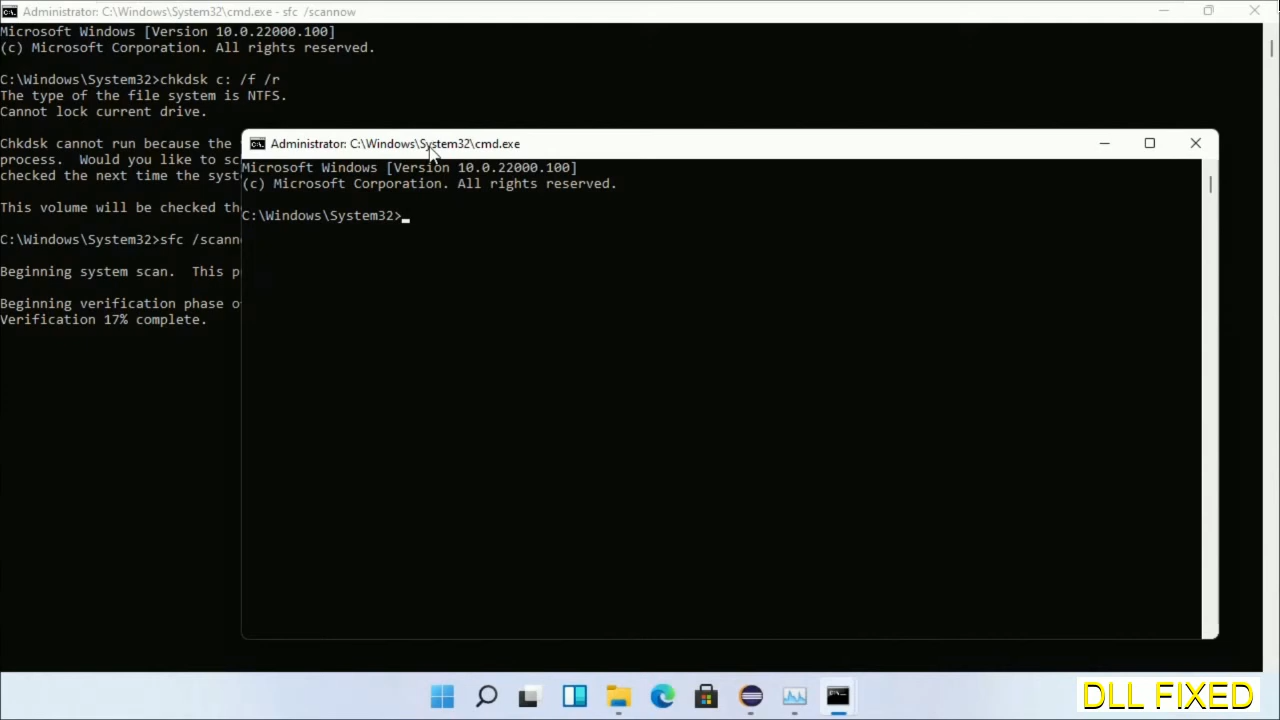 Administrator: C:\Windows\System32\cmd.exe - sfc /scannow
Microsoft Windows [Version 10.0.22000.100]
(c) Microsoft Corporation. All rights reserved.
C:\Windows\System32>chkdsk c: /f /r
The type of the file system is NTFS.
Cannot lock current drive.
Chkdsk cannot run because the
process.  Would you like to sc
checked the next time the syst
This volume will be checked th
C:\Windows\System32>sfc /scann
Beginning system scan.  This p
Beginning verification phase o
Verification 17% complete.
Administrator: C:\Windows\System32\cmd.exe
Microsoft Windows [Version 10.0.22000.100]
(c) Microsoft Corporation. All rights reserved.
C:\Windows\System32>
DLL FIXED